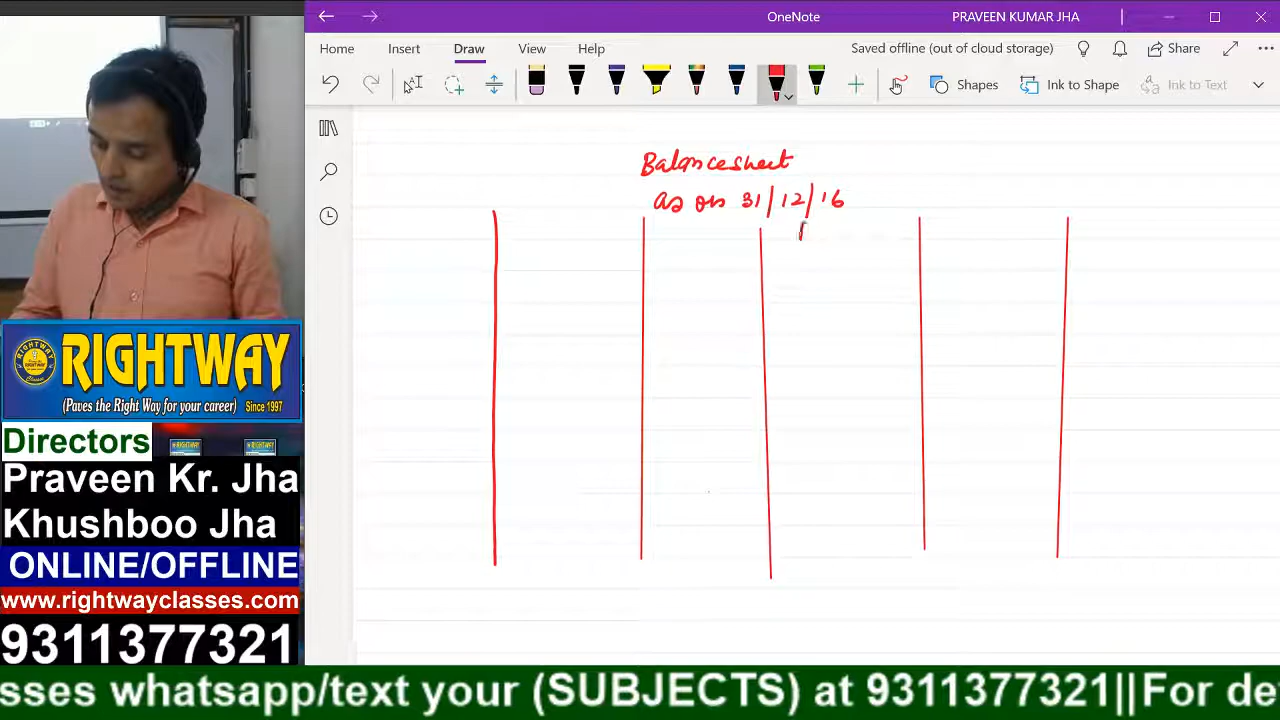 OneNote
PRAVEEN KUMAR JHA
Home Insert Draw View Help
Saved offline (out of cloud storage)
Share
Shapes
Ink to Shape
Ink to Text
Balancesheet
as on 31/12/16
RIGHTWAY
(Paves the Right Way for your career) Since 1997
Directors
Praveen Kr. Jha
Khushboo Jha
ONLINE/OFFLINE
www.rightwayclasses.com
9311377321
sses whatsapp/text your (SUBJECTS) at 9311377321||For de